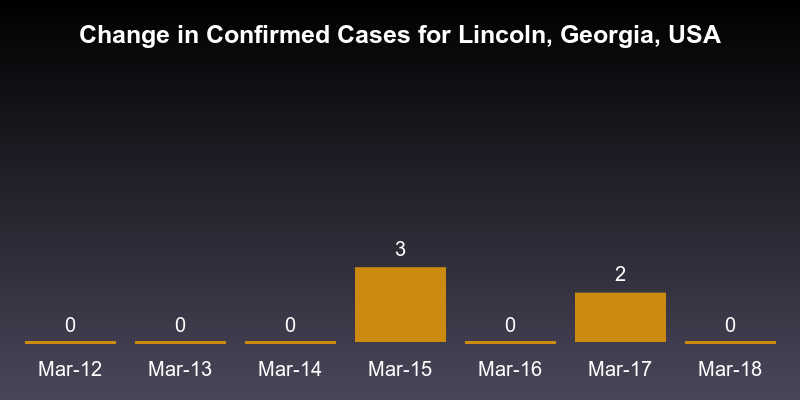 Change in Confirmed Cases for Lincoln, Georgia, USA
3
2
0 0 0 0 0
Mar-12 Mar-13 Mar-14 Mar-15 Mar-16 Mar-17 Mar-18